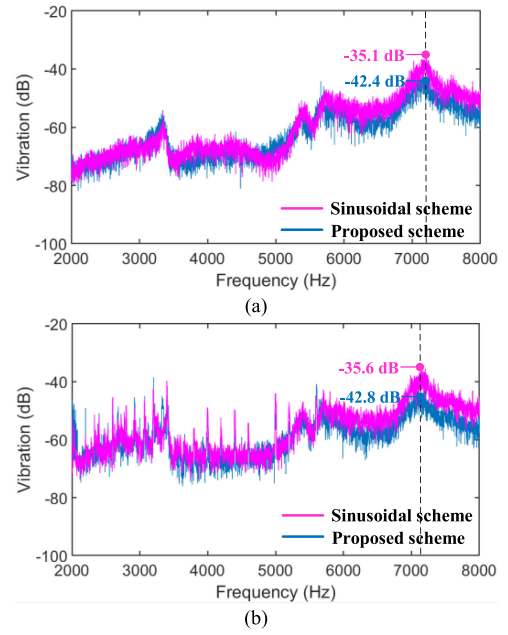 -20
-40
-60
-80
-100
Vibration (dB)
-35.1 dB
-42.4 dB
Sinusoidal scheme
Proposed scheme
2000 3000 4000 5000 6000 7000 8000
Frequency (Hz)
(a)
-20
-40
-60
-80
-100
Vibration (dB)
-35.6 dB
-42.8 dB
Sinusoidal scheme
Proposed scheme
2000 3000 4000 5000 6000 7000 8000
Frequency (Hz)
(b)